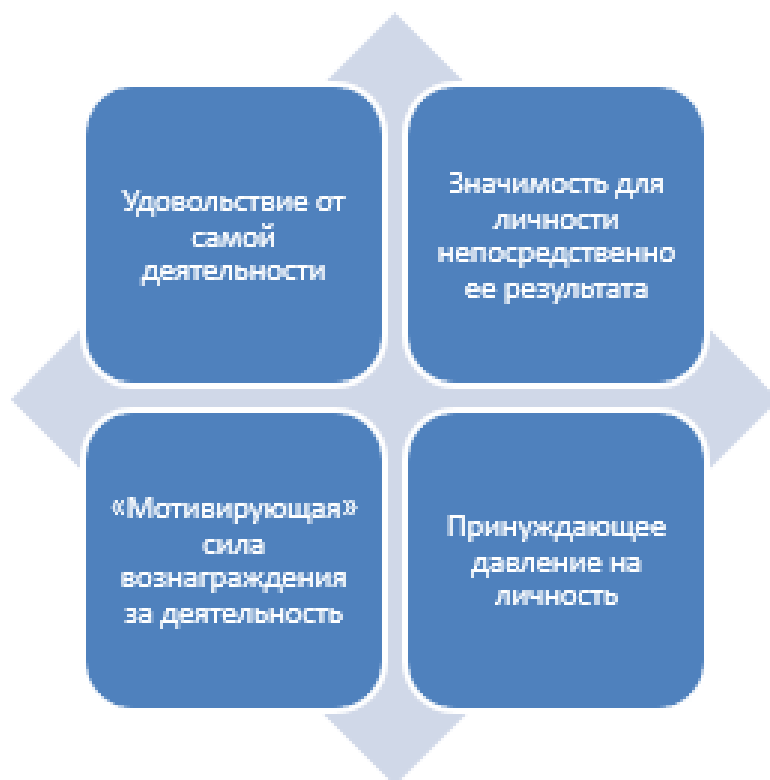 Удовольствие от
самой
деятельности
Значимость для
личности
непосредственно
ее результата
«Мотивирующая»
сила
вознаграждения
за деятельность
Принуждающее
давление на
личность